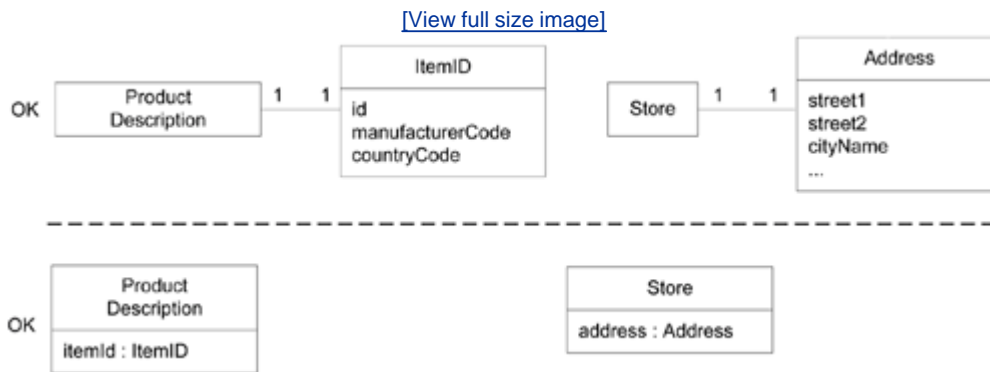 [View full size image]
OK
Product
Description
1 1
ItemID
id
manufacturerCode
countryCode
Store
1 1
Address
street1
street2
cityName
...
OK
Product
Description
itemId : ItemID
Store
address : Address